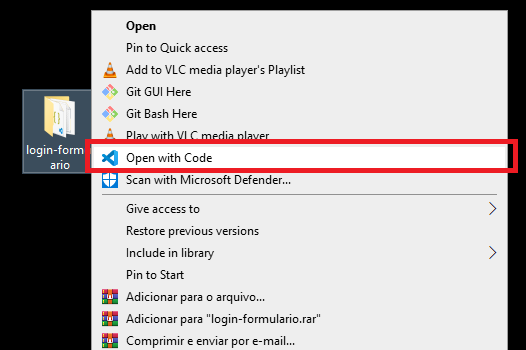 Open
Pin to Quick access
Add to VLC media player's Playlist
Git GUI Here
Git Bash Here
Play with VLC media player
login-form
ario
Open with Code
Scan with Microsoft Defender...
Give access to
Restore previous versions
Include in library
Pin to Start
Adicionar para o arquivo...
Adicionar para "login-formulario.rar"
Comprimir e enviar por e-mail...